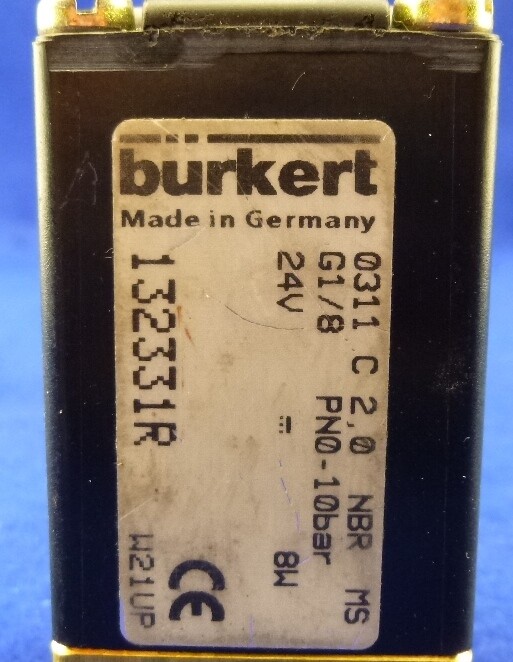 bürkert
Made in Germany
0311 C 2,0 NBR MS
G1/8 PN0-10bar
24V ⎓ 8W
132331R
CE W21UP